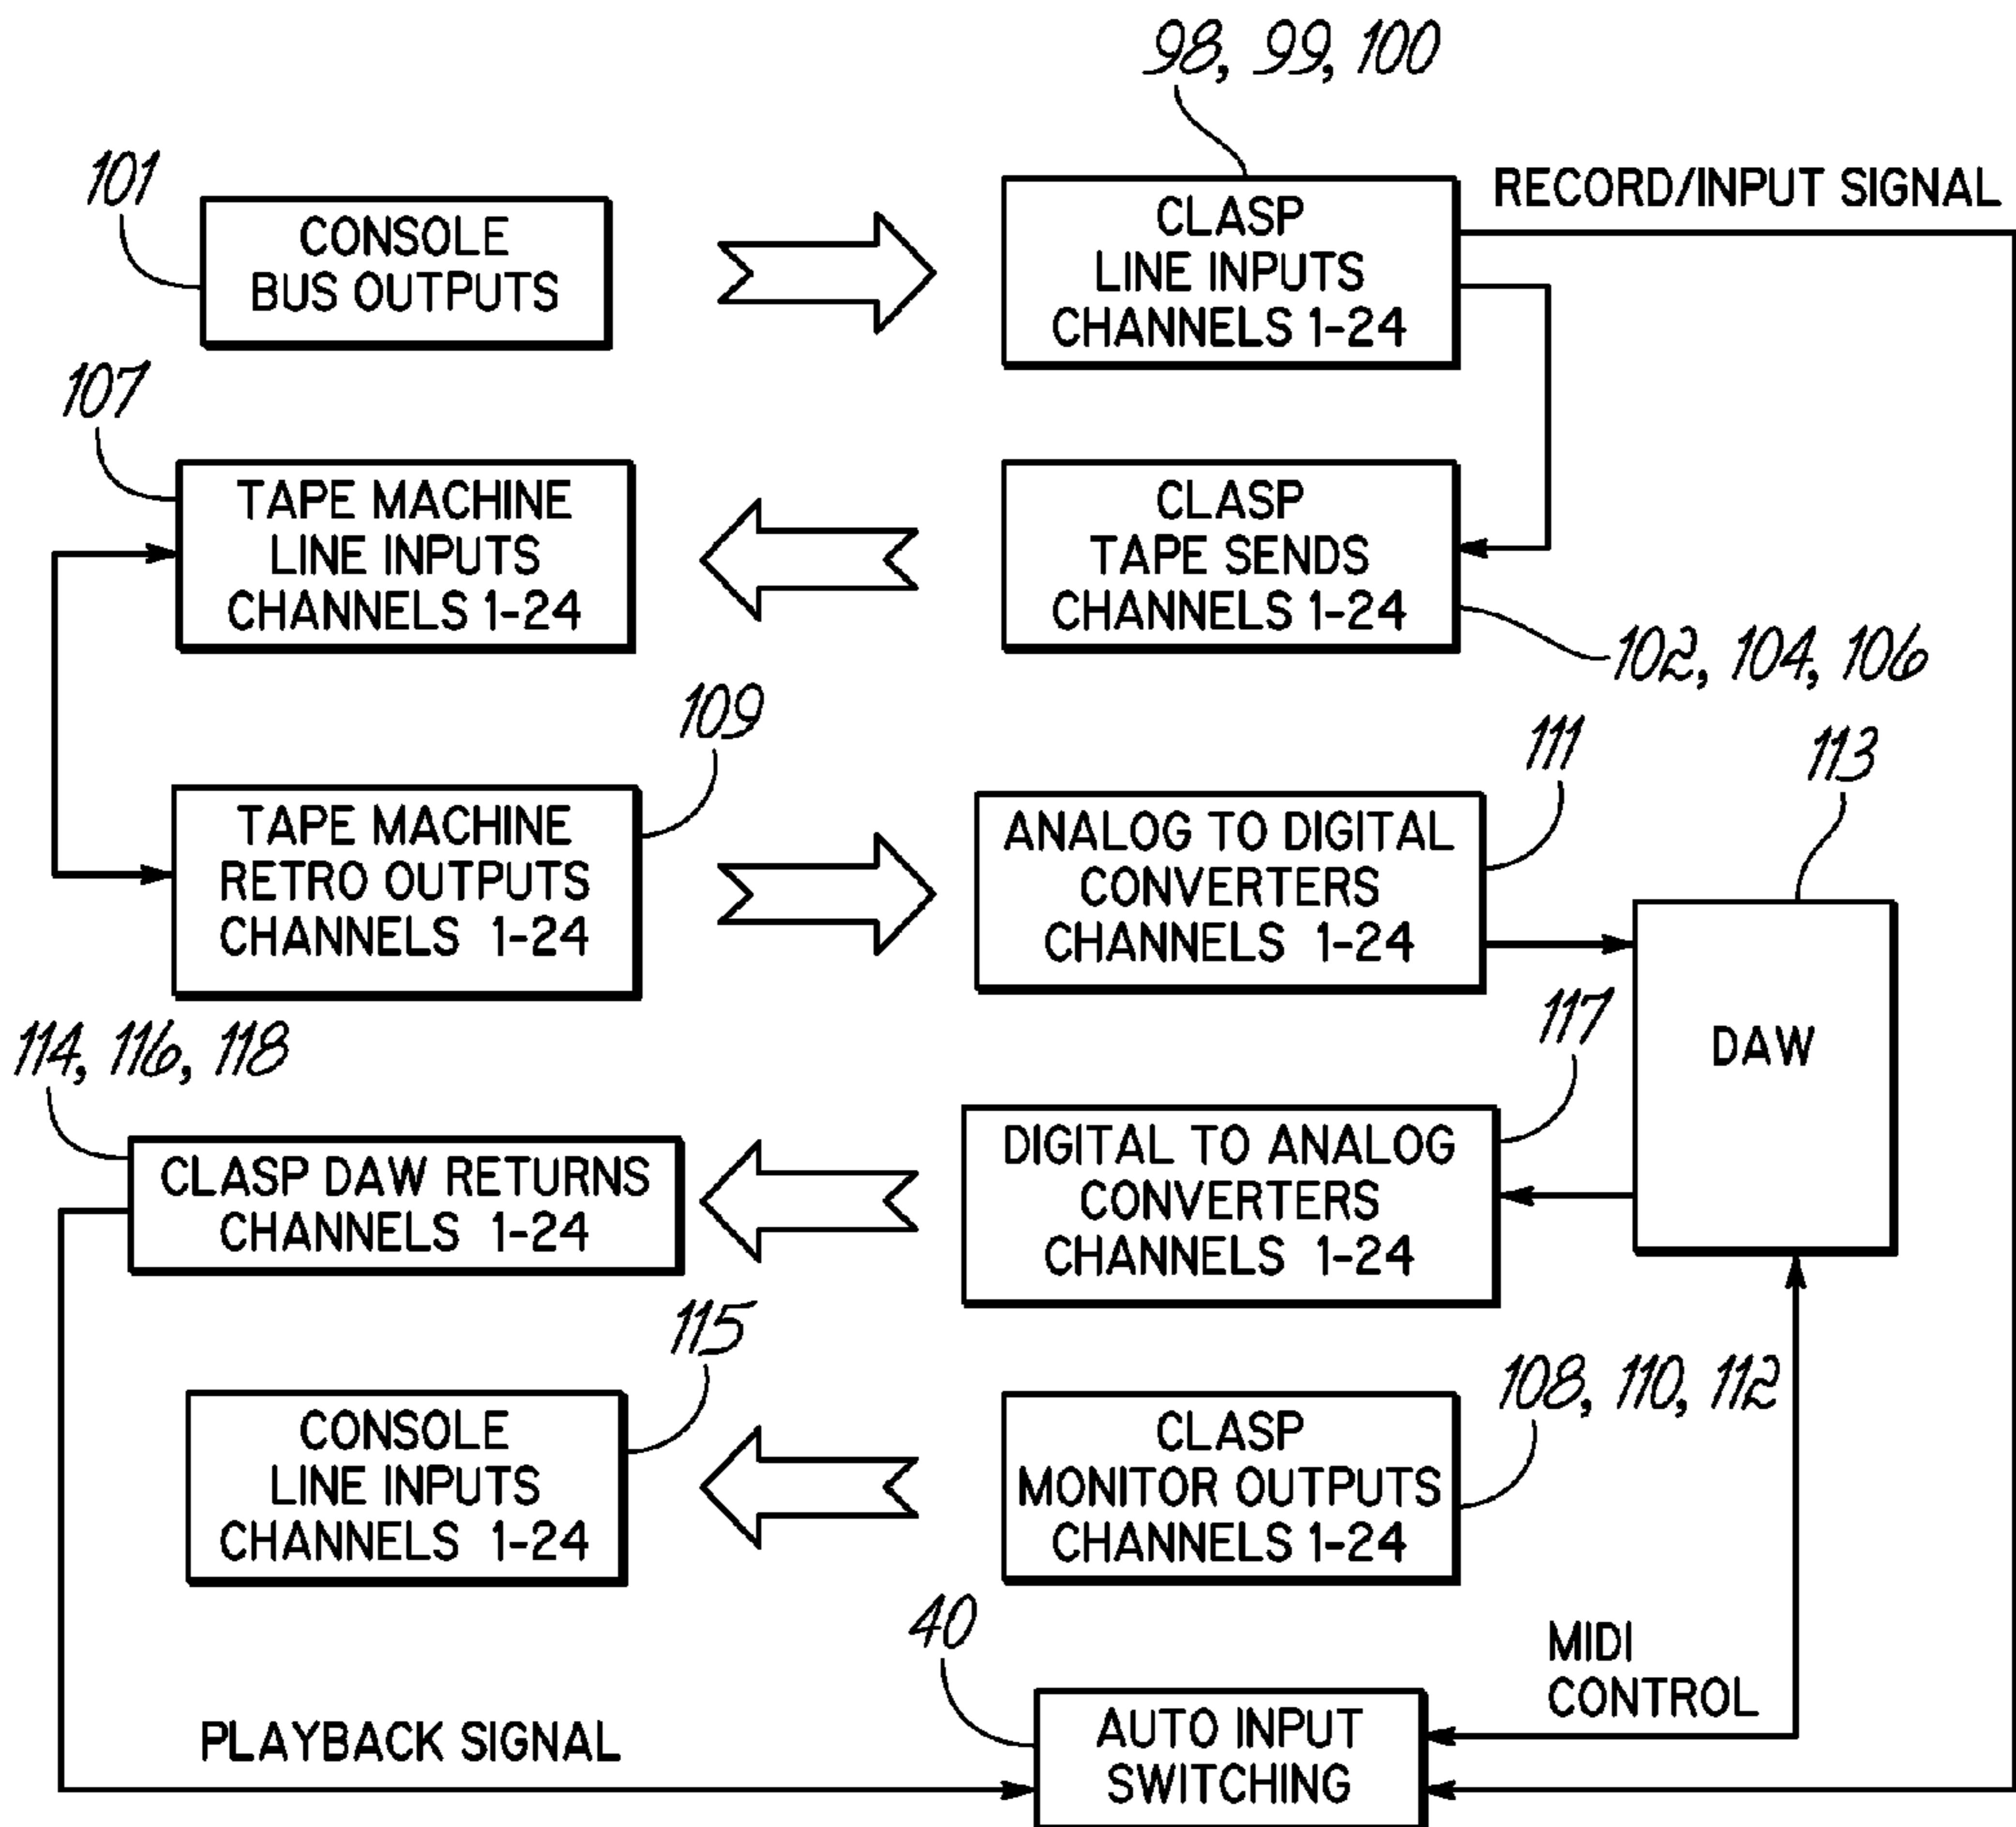 98, 99, 100
101
CONSOLE
BUS OUTPUTS
CLASP
LINE INPUTS
CHANNELS 1-24
RECORD/INPUT SIGNAL
107
TAPE MACHINE
LINE INPUTS
CHANNELS 1-24
CLASP
TAPE SENDS
CHANNELS 1-24
102, 104, 106
109
TAPE MACHINE
RETRO OUTPUTS
CHANNELS 1-24
111
ANALOG TO DIGITAL
CONVERTERS
CHANNELS 1-24
113
DAW
114, 116, 118
CLASP DAW RETURNS
CHANNELS 1-24
117
DIGITAL TO ANALOG
CONVERTERS
CHANNELS 1-24
115
CONSOLE
LINE INPUTS
CHANNELS 1-24
CLASP
MONITOR OUTPUTS
CHANNELS 1-24
108, 110, 112
40
PLAYBACK SIGNAL
AUTO INPUT
SWITCHING
MIDI
CONTROL